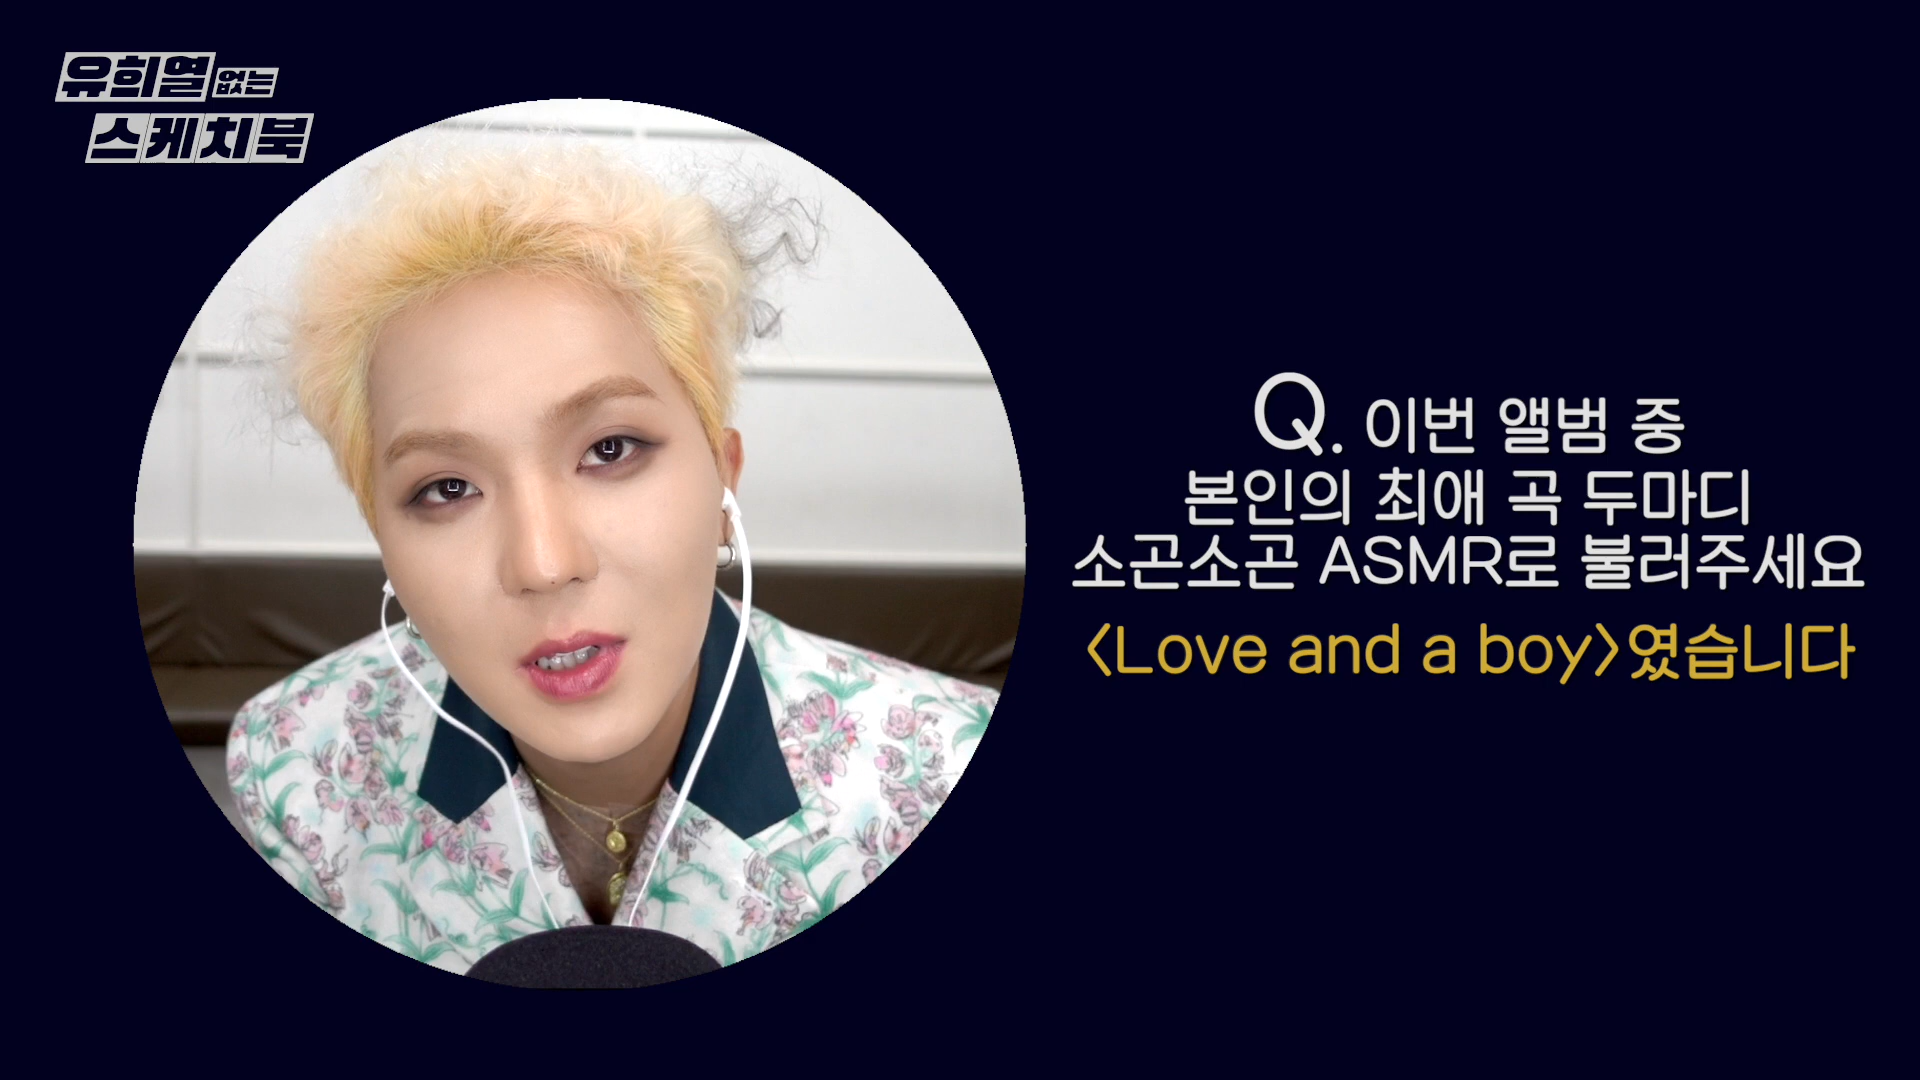 유희열 없는
스케치북
Q. 이번 앨범 중
본인의 최애 곡 두마디
소곤소곤 ASMR로 불러주세요
<Love and a boy>였습니다